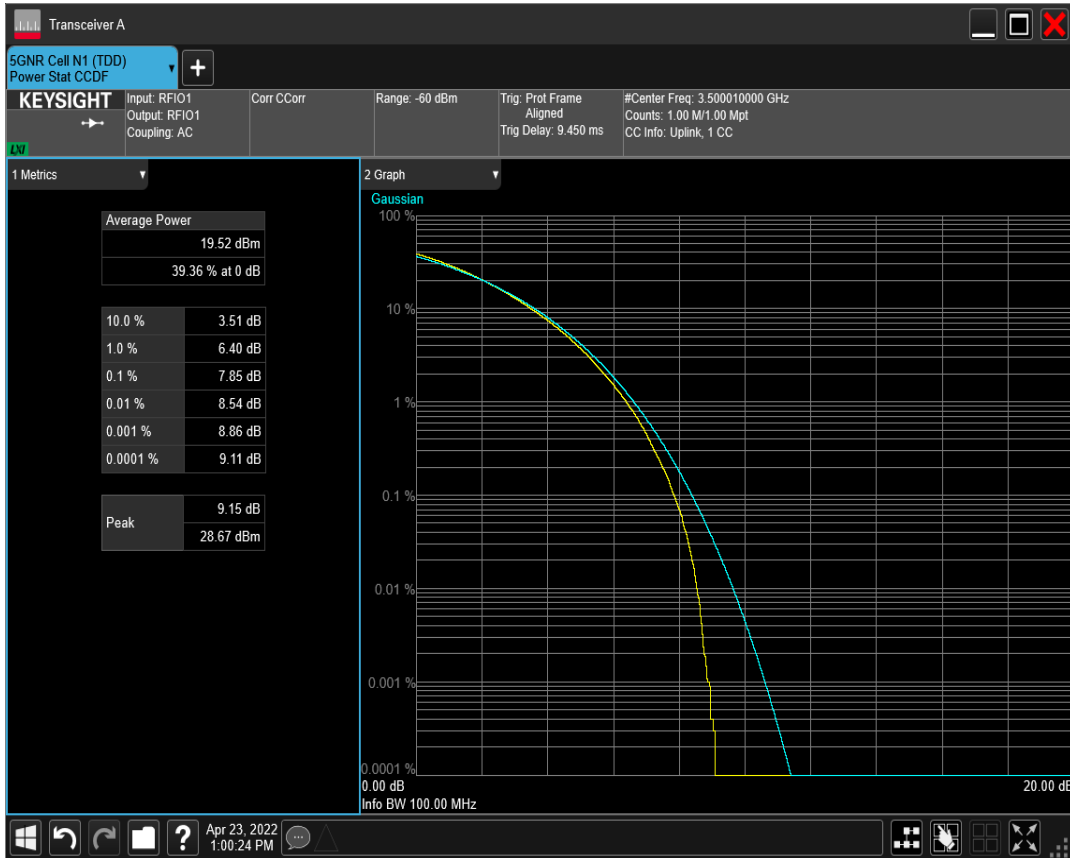 Transceiver A
5GNR Cell N1 (TDD)
Power Stat CCDF
+
KEYSIGHT
LXI
Input: RFIO1
Output: RFIO1
Coupling: AC
Corr CCorr
Range: -60 dBm
Trig: Prot Frame
Aligned
Trig Delay: 9.450 ms
#Center Freq: 3.500010000 GHz
Counts: 1.00 M/1.00 Mpt
CC Info: Uplink, 1 CC
1 Metrics
Average Power
19.52 dBm
39.36 % at 0 dB
10.0 % 3.51 dB
1.0 % 6.40 dB
0.1 % 7.85 dB
0.01 % 8.54 dB
0.001 % 8.86 dB
0.0001 % 9.11 dB
Peak
9.15 dB
28.67 dBm
2 Graph
Gaussian
100 %
10 %
1 %
0.1 %
0.01 %
0.001 %
0.0001 %
0.00 dB 20.00 dB
Info BW 100.00 MHz
?
Apr 23, 2022
1:00:24 PM